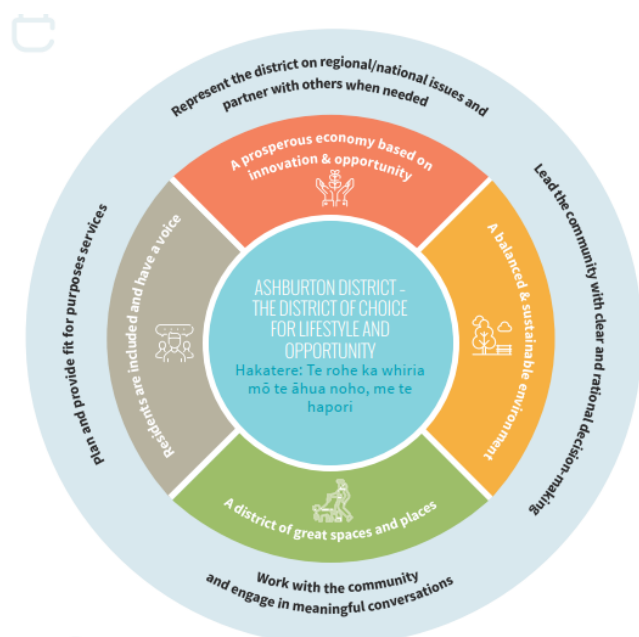 Represent the district on regional/national issues and
partner with others when needed
A prosperous economy based on
innovation & opportunity
Lead the community with clear and rational decision-making
A balanced & sustainable environment
Plan and provide fit for purposes services
Residents are included and have a voice
ASHBURTON DISTRICT –
THE DISTRICT OF CHOICE
FOR LIFESTYLE AND
OPPORTUNITY
Hakatere: Te rohe ka whiria
mō te āhua noho, me te
hapori
A district of great spaces and places
Work with the community
and engage in meaningful conversations